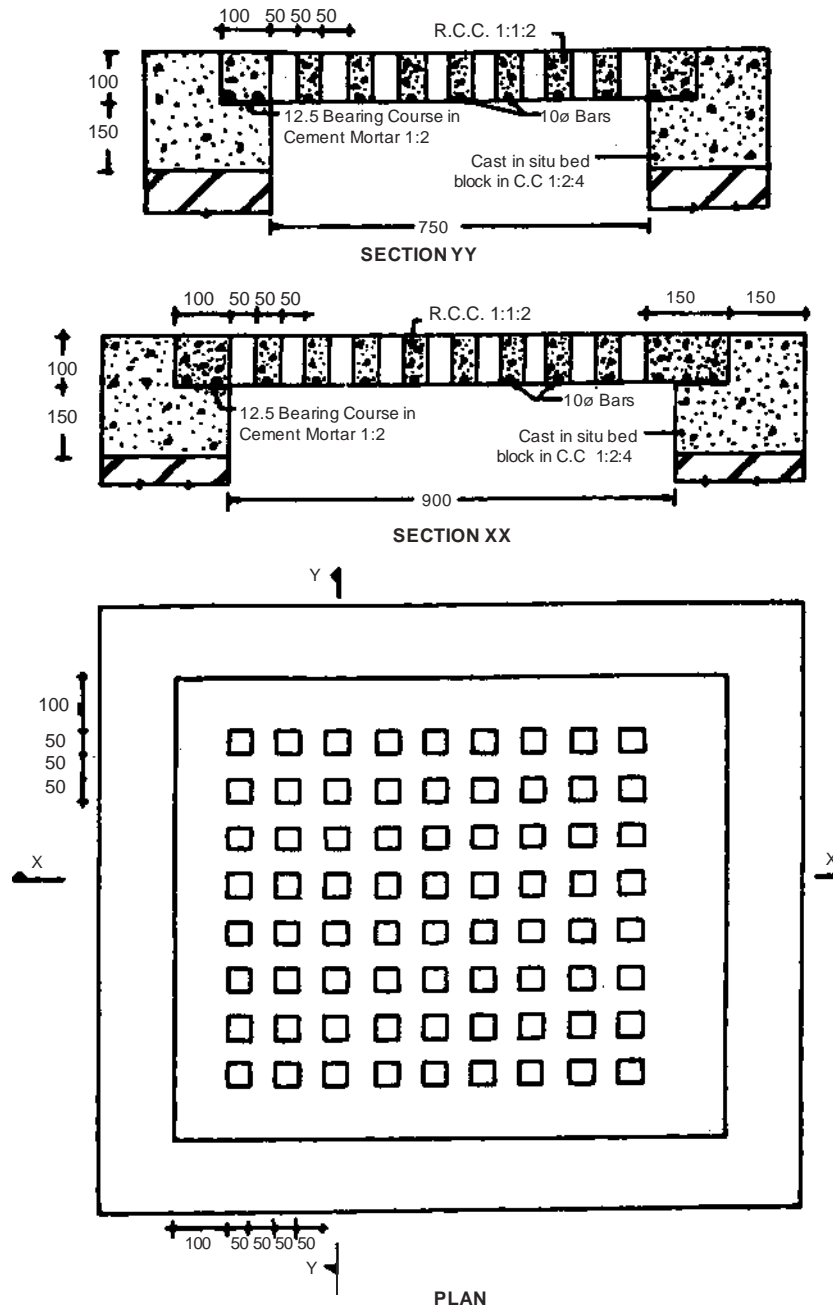 100 50 50 50
R.C.C. 1:1:2
100
150
12.5 Bearing Course in
Cement Mortar 1:2
10ø Bars
Cast in situ bed
block in C.C 1:2:4
750
SECTION YY
100 50 50 50
R.C.C. 1:1:2
150 150
100
150
12.5 Bearing Course in
Cement Mortar 1:2
10ø Bars
Cast in situ bed
block in C.C 1:2:4
900
SECTION XX
Y
100
50
50
50
X
X
100 50 50 50 50
Y
PLAN